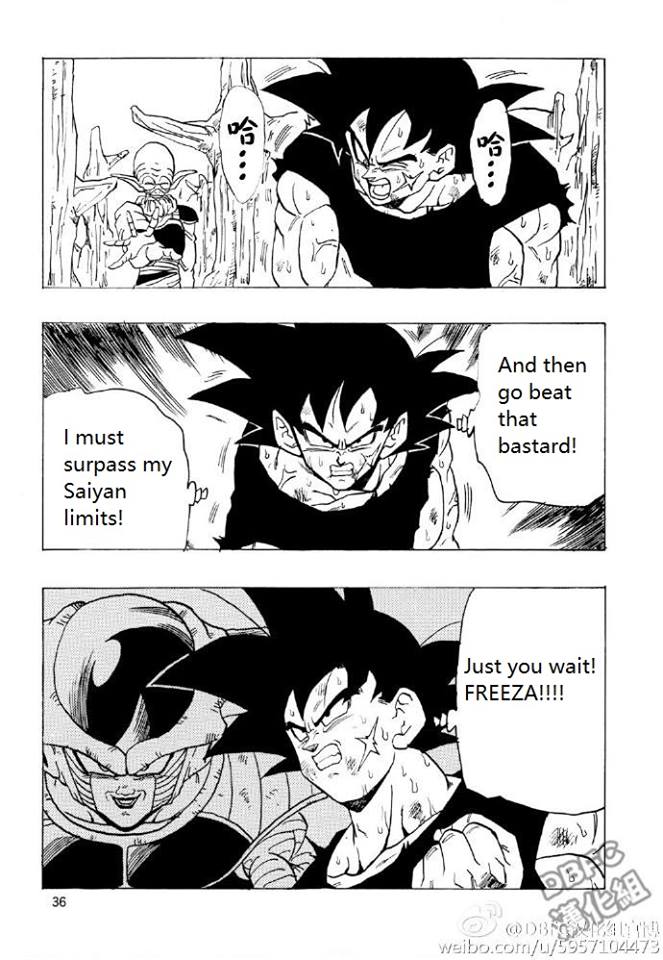 哈…
哈…
And then
go beat
that
bastard!
I must
surpass my
Saiyan
limits!
Just you wait!
FREEZA!!!!
DBFC
漢化組
36
weibo.com/u/5957104473